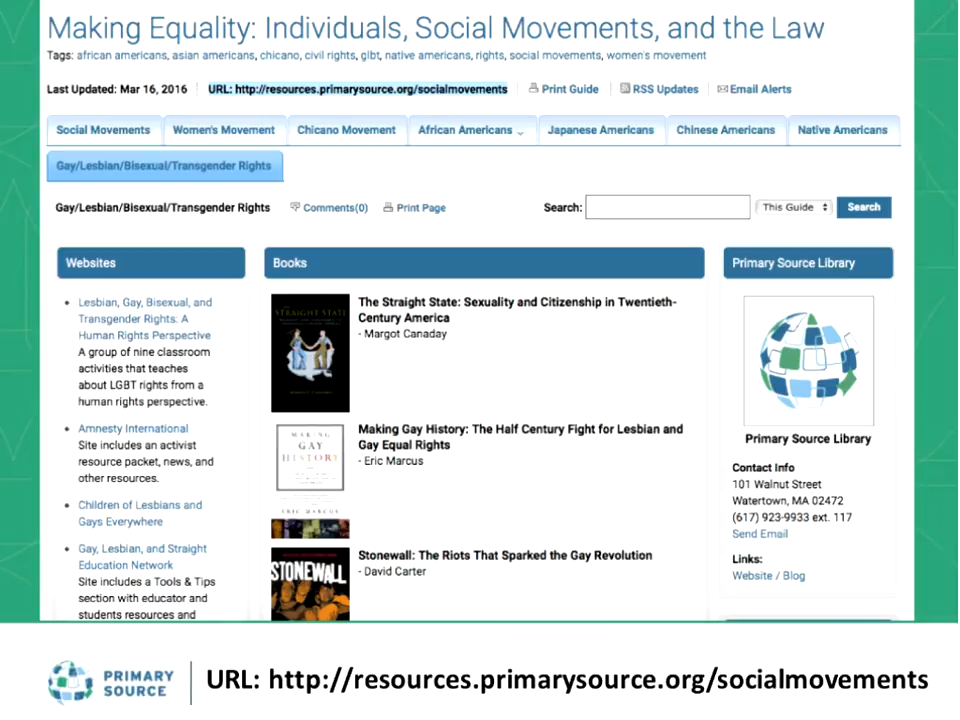 Making Equality: Individuals, Social Movements, and the Law
Tags: african americans, asian americans, chicano, civil rights, glbt, native americans, rights, social movements, women's movement
Last Updated: Mar 16, 2016 URL: http://resources.primarysource.org/socialmovements Print Guide RSS Updates Email Alerts
Social Movements Women's Movement Chicano Movement African Americans Japanese Americans Chinese Americans Native Americans
Gay/Lesbian/Bisexual/Transgender Rights
Gay/Lesbian/Bisexual/Transgender Rights Comments(0) Print Page Search: This Guide Search
Websites
Lesbian, Gay, Bisexual, and
Transgender Rights: A
Human Rights Perspective
A group of nine classroom
activities that teaches
about LGBT rights from a
human rights perspective.
Amnesty International
Site includes an activist
resource packet, news, and
other resources.
Children of Lesbians and
Gays Everywhere
Gay, Lesbian, and Straight
Education Network
Site includes a Tools & Tips
section with educator and
students resources and
Books
STRAIGHT STATE
The Straight State: Sexuality and Citizenship in Twentieth-
Century America
- Margot Canaday
MAKING
GAY
HISTORY
ERIC MARCUS
Making Gay History: The Half Century Fight for Lesbian and
Gay Equal Rights
- Eric Marcus
STONEWALL
Stonewall: The Riots That Sparked the Gay Revolution
- David Carter
Primary Source Library
Primary Source Library
Contact Info
101 Walnut Street
Watertown, MA 02472
(617) 923-9933 ext. 117
Send Email
Links:
Website / Blog
PRIMARY
SOURCE
URL: http://resources.primarysource.org/socialmovements